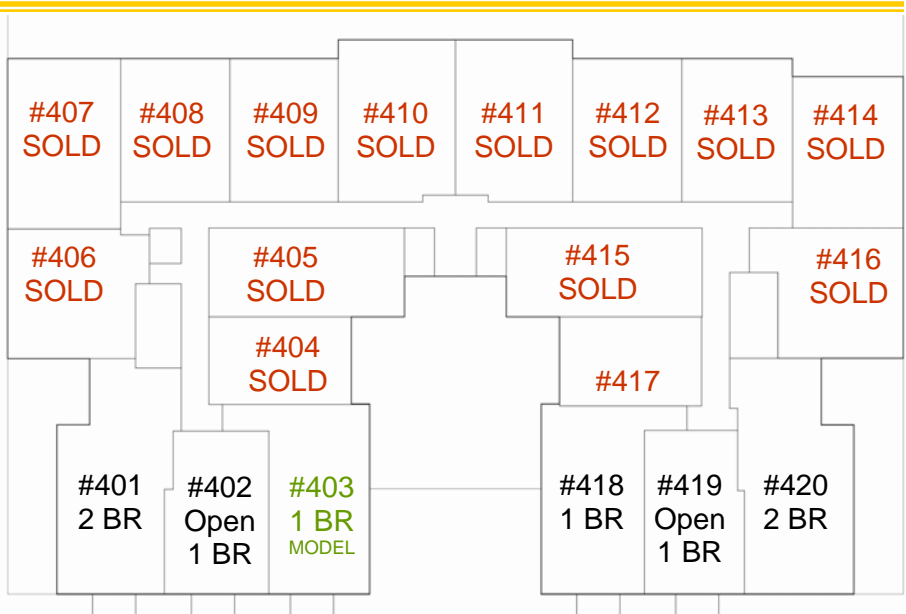 #407
SOLD
#408
SOLD
#409
SOLD
#410
SOLD
#411
SOLD
#412
SOLD
#413
SOLD
#414
SOLD
#406
SOLD
#405
SOLD
#415
SOLD
#416
SOLD
#404
SOLD
#417
#401
2 BR
#402
Open
1 BR
#403
1 BR
MODEL
#418
1 BR
#419
Open
1 BR
#420
2 BR